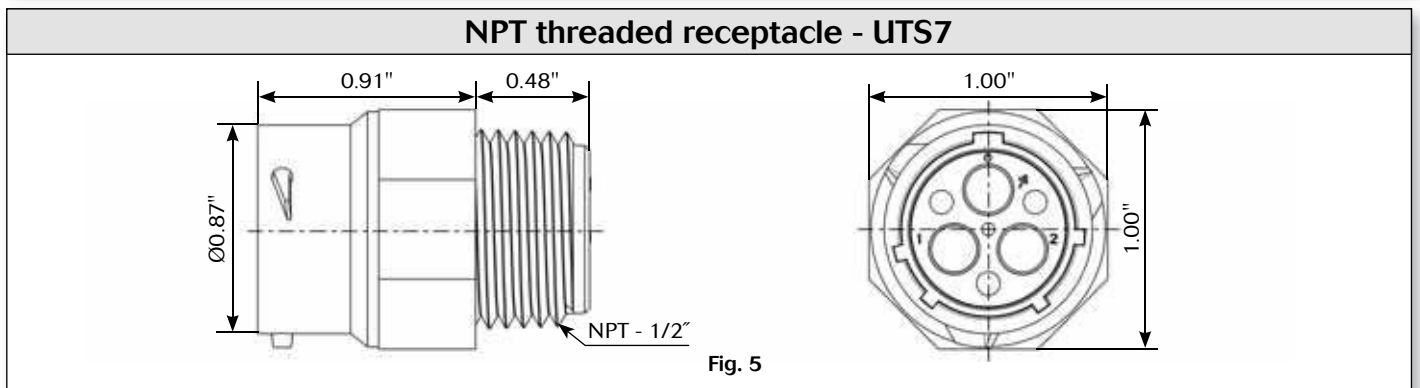 NPT threaded receptacle - UTS7
0.91" 0.48" 1.00"
Ø0.87"
1 2
1.00"
NPT - 1/2˝
Fig. 5